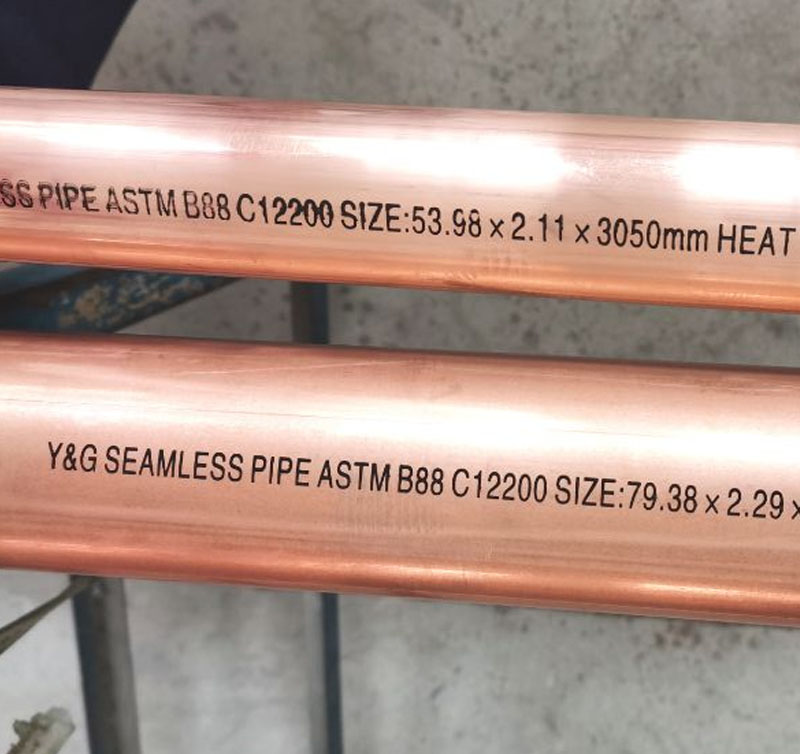 SS PIPE ASTM B88 C12200 SIZE:53.98 × 2.11 × 3050mm HEAT
Y&G SEAMLESS PIPE ASTM B88 C12200 SIZE:79.38 × 2.29 ×